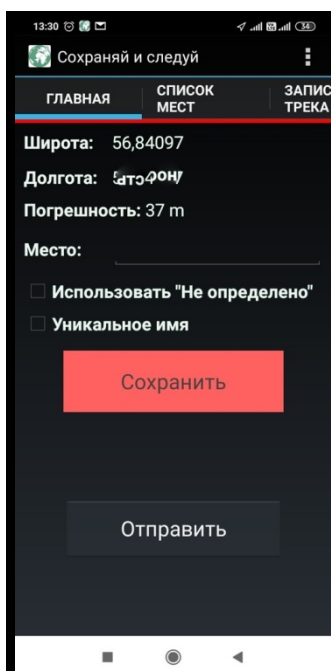 13:30
34
Сохраняй и следуй
ГЛАВНАЯ
СПИСОК
МЕСТ
ЗАПИС
ТРЕКА
Широта: 56,84097
Долгота:
Погрешность: 37 m
Место:
Использовать "Не определено"
Уникальное имя
Сохранить
Отправить